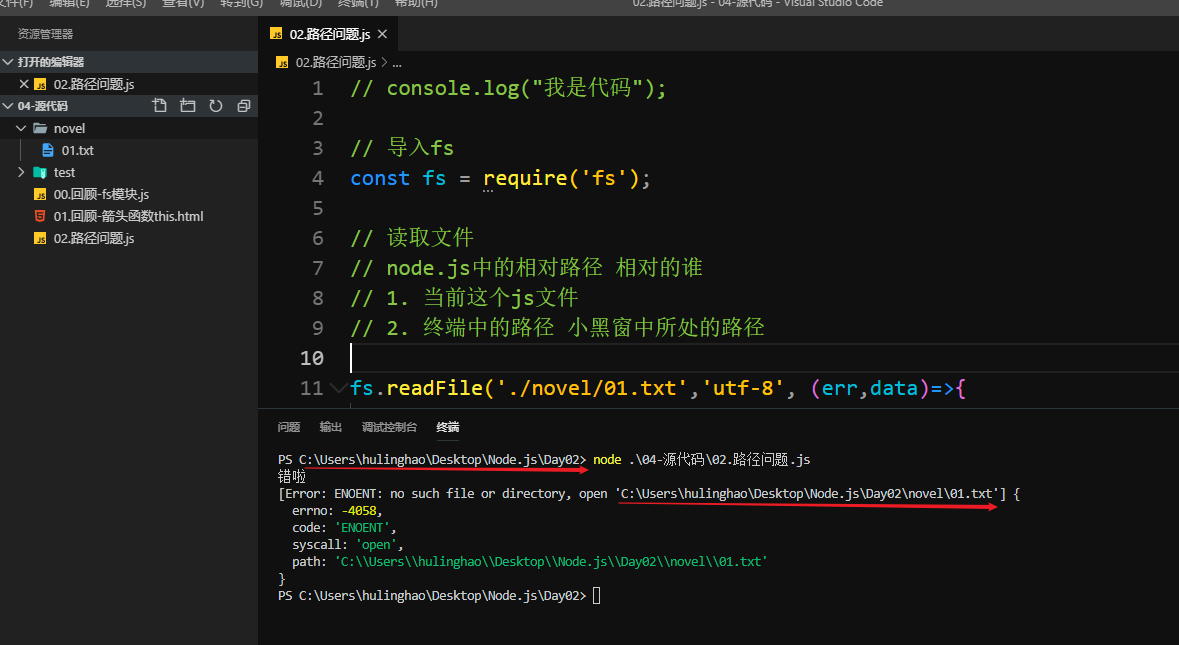 文件(F) 编辑(E) 选择(S) 查看(V) 转到(G) 调试(D) 终端(T) 帮助(H) 02.路径问题.js - 04-源代码 - Visual Studio Code
资源管理器
打开的编辑器
02.路径问题.js
04-源代码
novel
01.txt
test
00.回顾-fs模块.js
01.回顾-箭头函数this.html
02.路径问题.js
02.路径问题.js
02.路径问题.js > ...
1 // console.log("我是代码");
2
3 // 导入fs
4 const fs = require('fs');
5
6 // 读取文件
7 // node.js中的相对路径 相对的谁
8 // 1. 当前这个js文件
9 // 2. 终端中的路径 小黑窗中所处的路径
10
11 fs.readFile('./novel/01.txt','utf-8', (err,data)=>{
问题 输出 调试控制台 终端
PS C:\Users\hulinghao\Desktop\Node.js\Day02> node .\04-源代码\02.路径问题.js
错啦
[Error: ENOENT: no such file or directory, open 'C:\Users\hulinghao\Desktop\Node.js\Day02\novel\01.txt'] {
errno: -4058,
code: 'ENOENT',
syscall: 'open',
path: 'C:\\Users\\hulinghao\\Desktop\\Node.js\\Day02\\novel\\01.txt'
}
PS C:\Users\hulinghao\Desktop\Node.js\Day02>